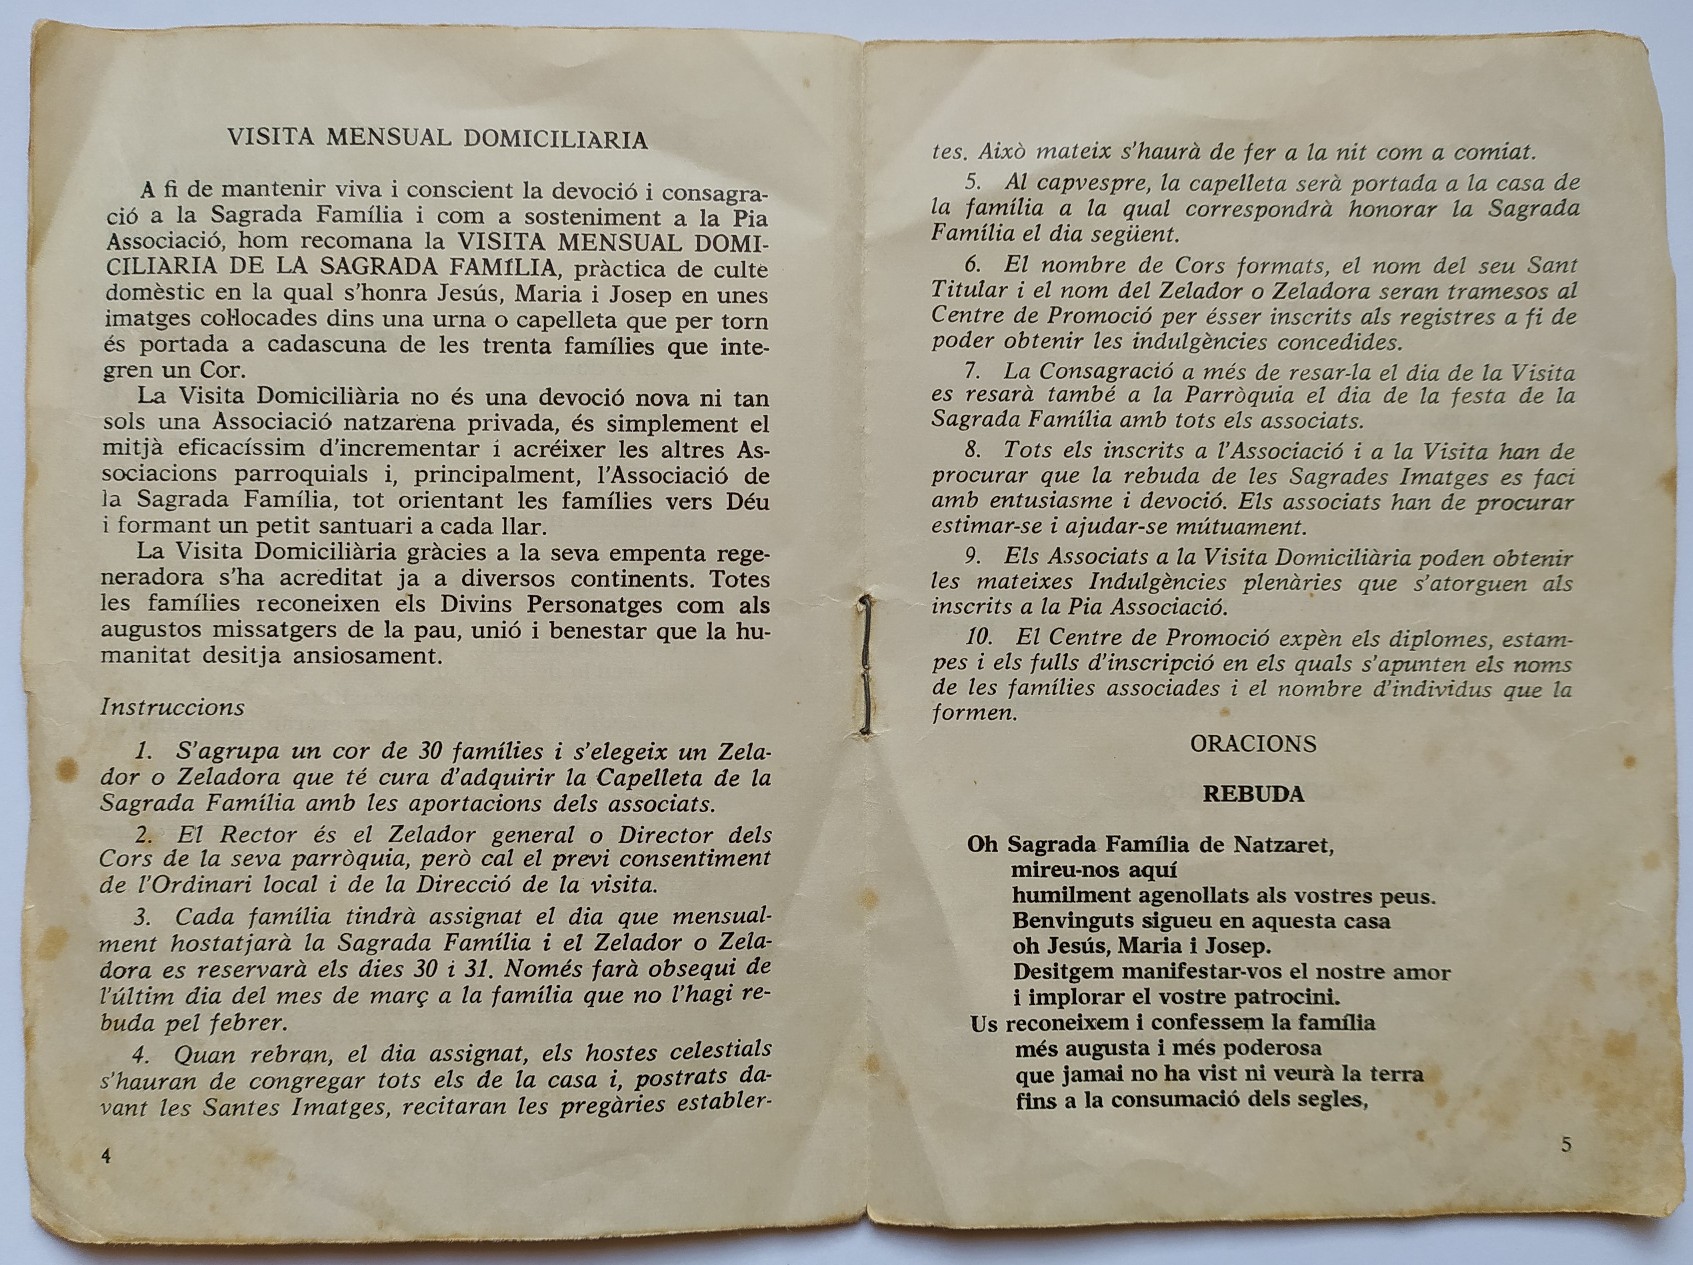 VISITA MENSUAL DOMICILIÀRIA
A fi de mantenir viva i conscient la devoció i consagra-
ció a la Sagrada Família i com a sosteniment a la Pia
Associació, hom recomana la VISITA MENSUAL DOMI-
CILIÀRIA DE LA SAGRADA FAMÍLIA, pràctica de culte
domèstic en la qual s'honra Jesús, Maria i Josep en unes
imatges col·locades dins una urna o capelleta que per torn
és portada a cadascuna de les trenta famílies que inte-
gren un Cor.
La Visita Domiciliària no és una devoció nova ni tan
sols una Associació natzarena privada, és simplement el
mitjà eficacíssim d'incrementar i acréixer les altres As-
sociacions parroquials i, principalment, l'Associació de
la Sagrada Família, tot orientant les famílies vers Déu
i formant un petit santuari a cada llar.
La Visita Domiciliària gràcies a la seva empenta rege-
neradora s'ha acreditat ja a diversos continents. Totes
les famílies reconeixen els Divins Personatges com als
augustos missatgers de la pau, unió i benestar que la hu-
manitat desitja ansiosament.
Instruccions
1. S'agrupa un cor de 30 famílies i s'elegeix un Zela-
dor o Zeladora que té cura d'adquirir la Capelleta de la
Sagrada Família amb les aportacions dels associats.
2. El Rector és el Zelador general o Director dels
Cors de la seva parròquia, però cal el previ consentiment
de l'Ordinari local i de la Direcció de la visita.
3. Cada família tindrà assignat el dia que mensual-
ment hostatjarà la Sagrada Família i el Zelador o Zela-
dora es reservarà els dies 30 i 31. Només farà obsequi de
l'últim dia del mes de març a la família que no l'hagi re-
buda pel febrer.
4. Quan rebran, el dia assignat, els hostes celestials
s'hauran de congregar tots els de la casa i, postrats da-
vant les Santes Imatges, recitaran les pregàries establer-
4
tes. Això mateix s'haurà de fer a la nit com a comiat.
5. Al capvespre, la capelleta serà portada a la casa de
la família a la qual correspondrà honorar la Sagrada
Família el dia següent.
6. El nombre de Cors formats, el nom del seu Sant
Titular i el nom del Zelador o Zeladora seran tramesos al
Centre de Promoció per ésser inscrits als registres a fi de
poder obtenir les indulgències concedides.
7. La Consagració a més de resar-la el dia de la Visita
es resarà també a la Parròquia el dia de la festa de la
Sagrada Família amb tots els associats.
8. Tots els inscrits a l'Associació i a la Visita han de
procurar que la rebuda de les Sagrades Imatges es faci
amb entusiasme i devoció. Els associats han de procurar
estimar-se i ajudar-se mútuament.
9. Els Associats a la Visita Domiciliària poden obtenir
les mateixes Indulgències plenàries que s'atorguen als
inscrits a la Pia Associació.
10. El Centre de Promoció expèn els diplomes, estam-
pes i els fulls d'inscripció en els quals s'apunten els noms
de les famílies associades i el nombre d'individus que la
formen.
ORACIONS
REBUDA
Oh Sagrada Família de Natzaret,
mireu-nos aquí
humilment agenollats als vostres peus.
Benvinguts sigueu en aquesta casa
oh Jesús, Maria i Josep.
Desitgem manifestar-vos el nostre amor
i implorar el vostre patrocini.
Us reconeixem i confessem la família
més augusta i més poderosa
que jamai no ha vist ni veurà la terra
fins a la consumació dels segles,
5